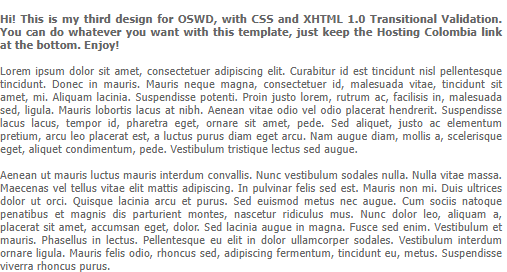 Hi! This is my third design for OSWD, with CSS and XHTML 1.0 Transitional Validation.
You can do whatever you want with this template, just keep the Hosting Colombia link
at the bottom. Enjoy!
Lorem ipsum dolor sit amet, consectetuer adipiscing elit. Curabitur id est tincidunt nisl pellentesque
tincidunt. Donec in mauris. Mauris neque magna, consectetuer id, malesuada vitae, tincidunt sit
amet, mi. Aliquam lacinia. Suspendisse potenti. Proin justo lorem, rutrum ac, facilisis in, malesuada
sed, ligula. Mauris lobortis lacus at nibh. Aenean vitae odio vel odio placerat hendrerit. Suspendisse
lacus lacus, tempor id, pharetra eget, ornare sit amet, pede. Sed aliquet, justo ac elementum
pretium, arcu leo placerat est, a luctus purus diam eget arcu. Nam augue diam, mollis a, scelerisque
eget, aliquet condimentum, pede. Vestibulum tristique lectus sed augue.
Aenean ut mauris luctus mauris interdum convallis. Nunc vestibulum sodales nulla. Nulla vitae massa.
Maecenas vel tellus vitae elit mattis adipiscing. In pulvinar felis sed est. Mauris non mi. Duis ultrices
dolor ut orci. Quisque lacinia arcu et purus. Sed euismod metus nec augue. Cum sociis natoque
penatibus et magnis dis parturient montes, nascetur ridiculus mus. Nunc dolor leo, aliquam a,
placerat sit amet, accumsan eget, dolor. Sed lacinia augue in magna. Fusce sed enim. Vestibulum et
mauris. Phasellus in lectus. Pellentesque eu elit in dolor ullamcorper sodales. Vestibulum interdum
ornare ligula. Mauris felis odio, rhoncus sed, adipiscing fermentum, tincidunt eu, metus. Suspendisse
viverra rhoncus purus.